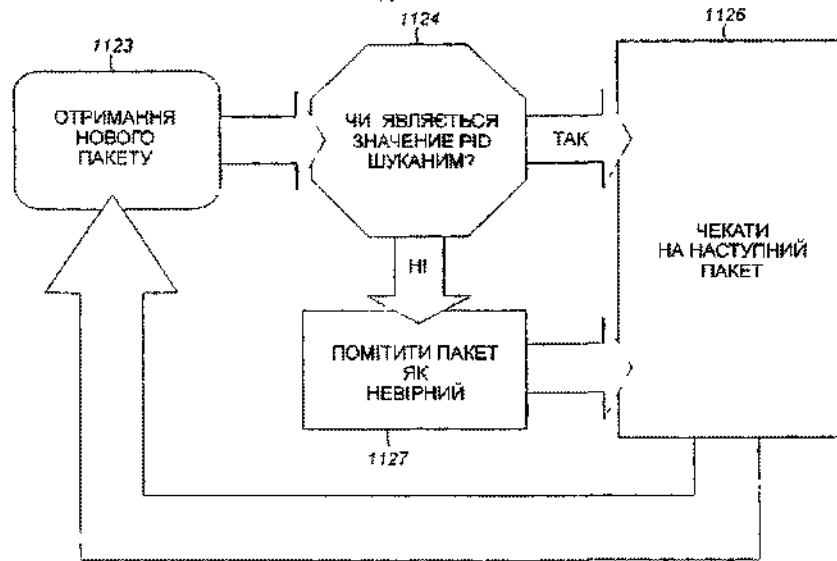 1123
1124
1126
ОТРИМАННЯ
НОВОГО
ПАКЕТУ
ЧИ ЯВЛЯЄТЬСЯ
ЗНАЧЕННЕ PID
ШУКАНИМ?
ТАК
ЧЕКАТИ
НА НАСТУПНИЙ
ПАКЕТ
НІ
ПОМІТИТИ ПАКЕТ
ЯК
НЕВІРНИЙ
1127